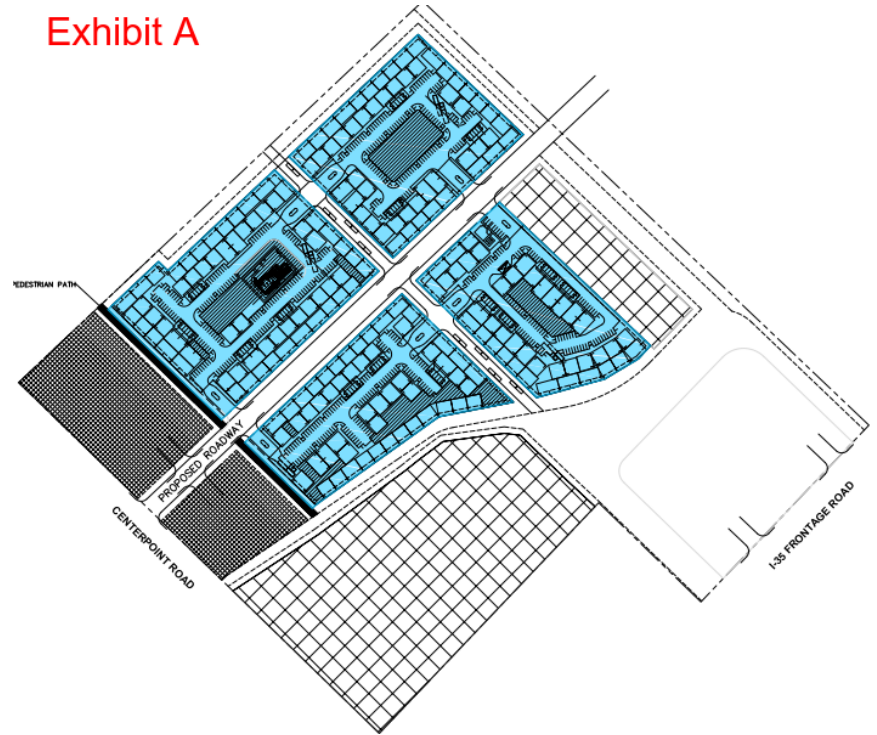 Exhibit A
PEDESTRIAN PATH
PROPOSED ROADWAY
CENTERPOINT ROAD
I-35 FRONTAGE ROAD